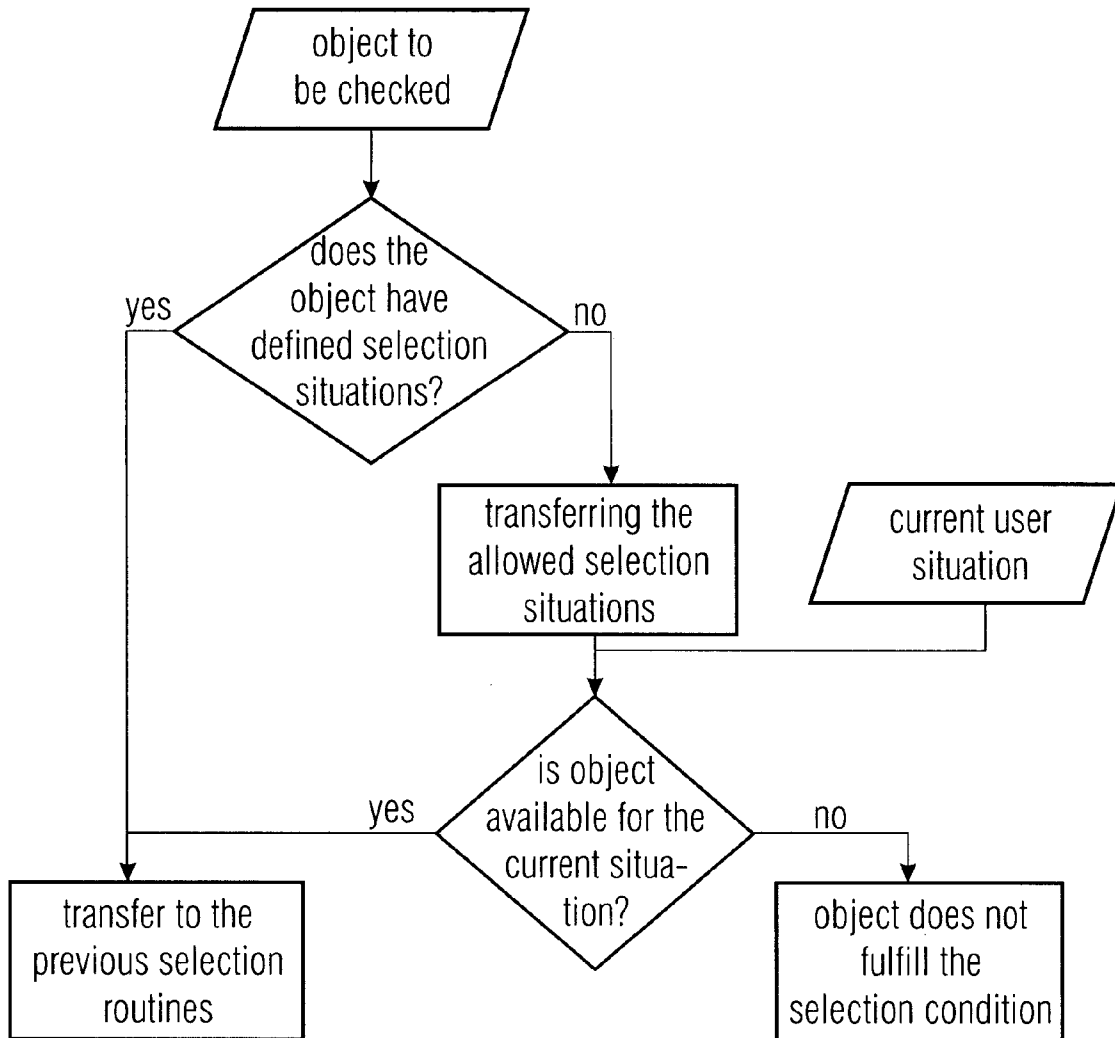 object to
be checked
does the
object have
defined selection
situations?
yes
no
transferring the
allowed selection
situations
current user
situation
is object
available for the
current situa-
tion?
yes
no
transfer to the
previous selection
routines
object does not
fulfill the
selection condition